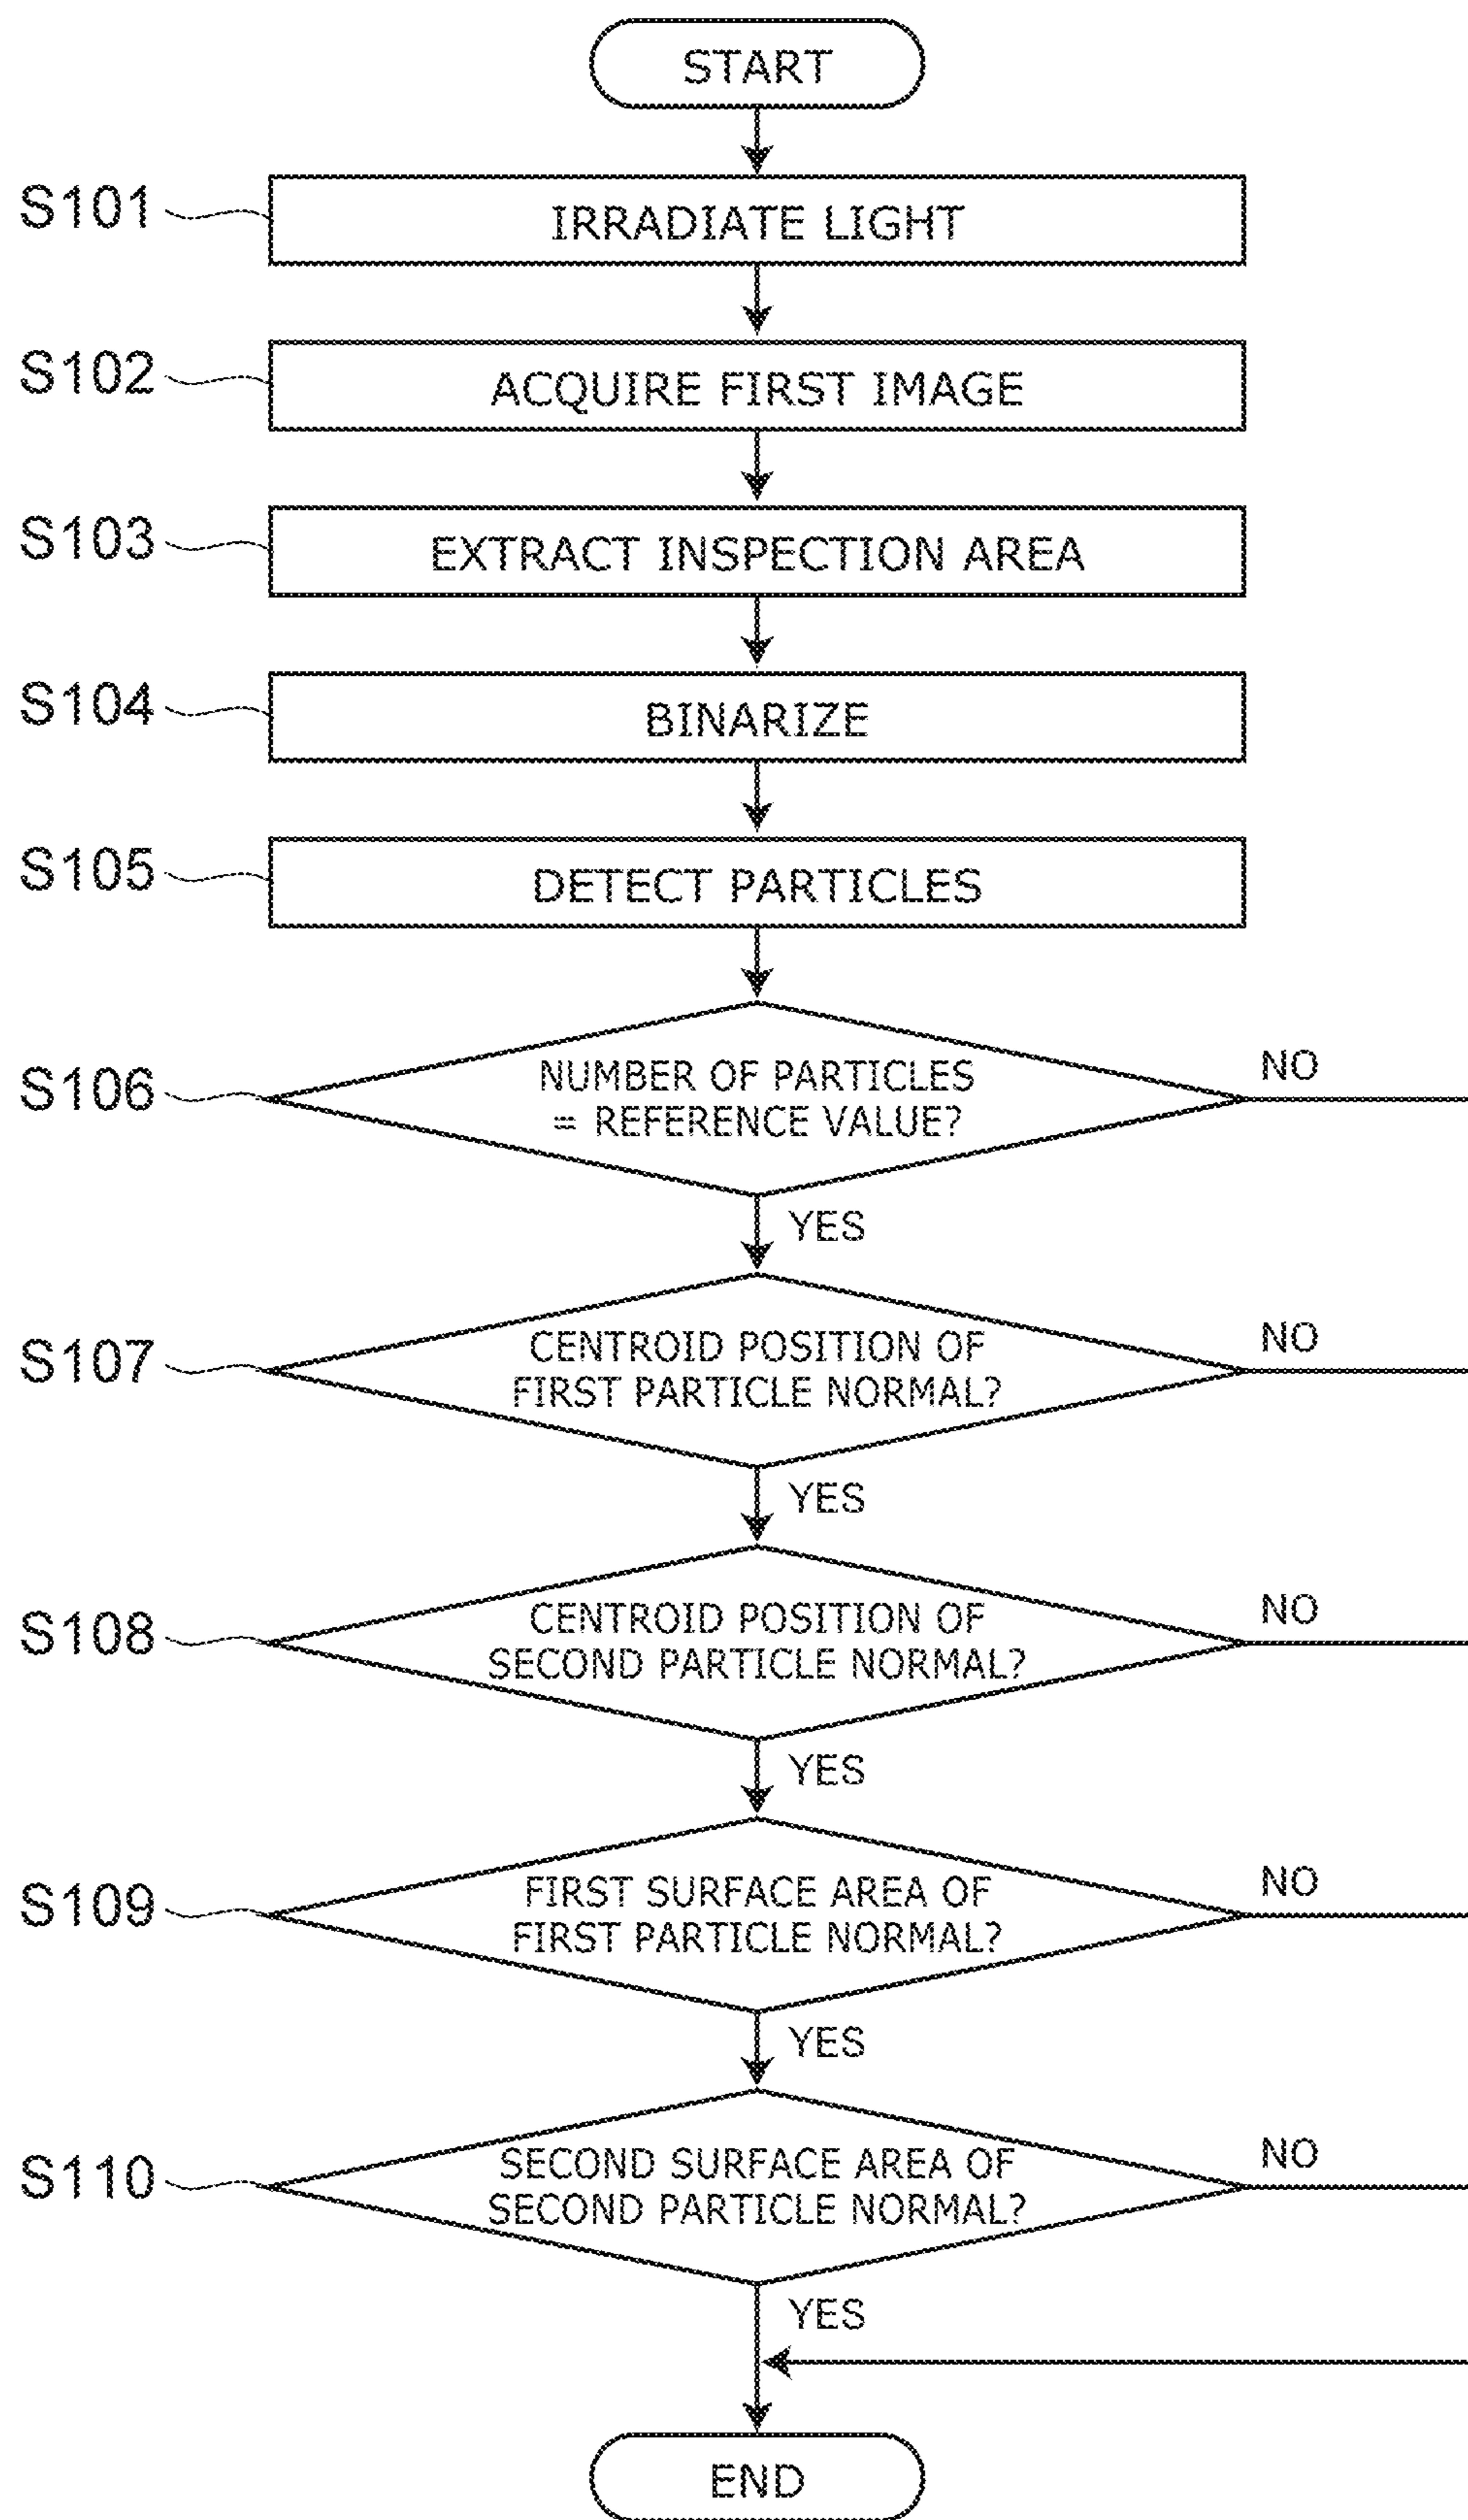 START
S101
IRRADIATE LIGHT
S102
ACQUIRE FIRST IMAGE
S103
EXTRACT INSPECTION AREA
S104
BINARIZE
S105
DETECT PARTICLES
S106
NUMBER OF PARTICLES
= REFERENCE VALUE?
NO
YES
S107
CENTROID POSITION OF
FIRST PARTICLE NORMAL?
NO
YES
S108
CENTROID POSITION OF
SECOND PARTICLE NORMAL?
NO
YES
S109
FIRST SURFACE AREA OF
FIRST PARTICLE NORMAL?
NO
YES
S110
SECOND SURFACE AREA OF
SECOND PARTICLE NORMAL?
NO
YES
END